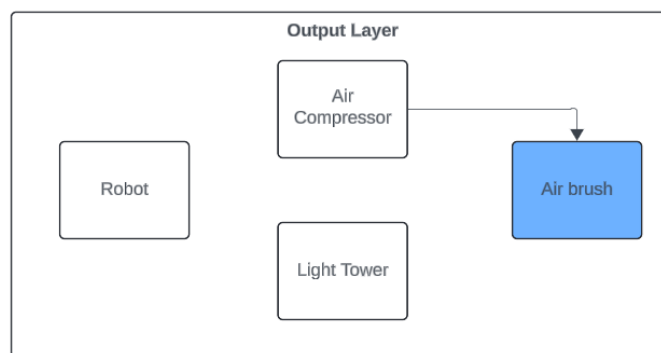 Output Layer
Air
Compressor
Robot
Air brush
Light Tower